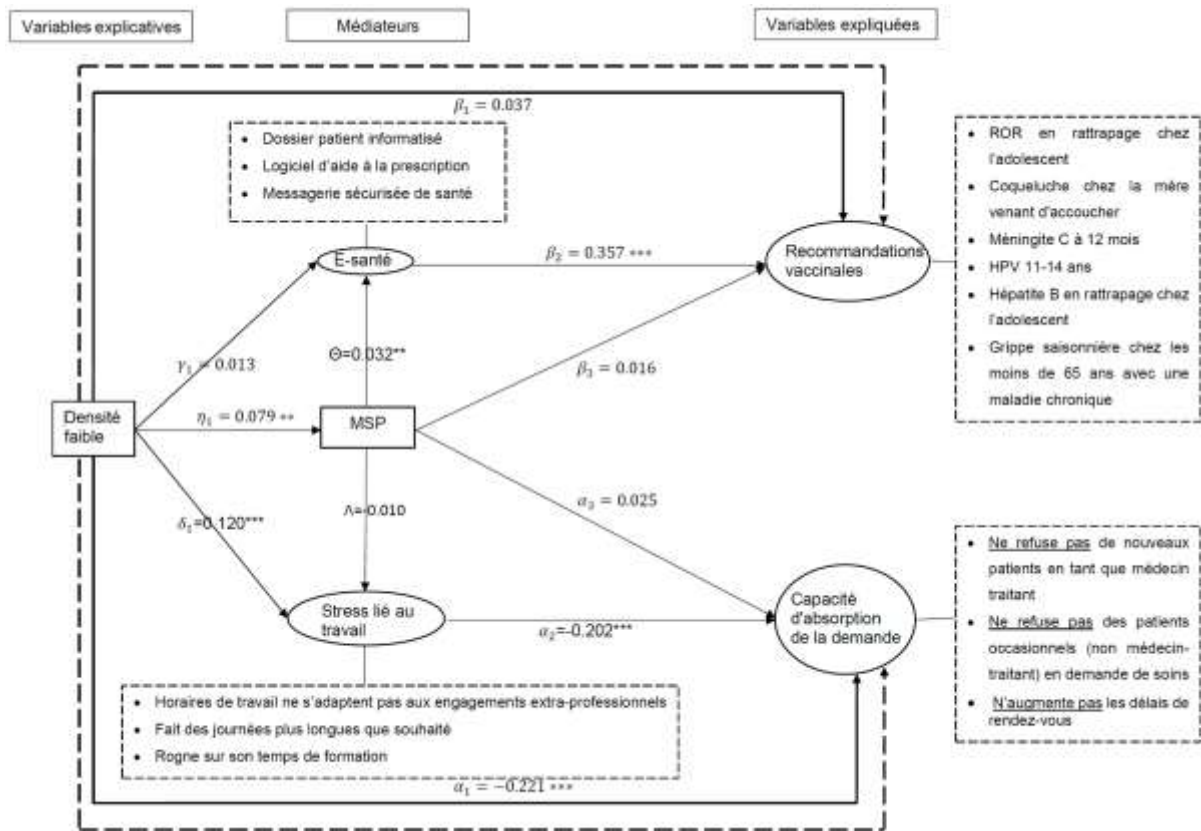 Variables explicatives
Médiateurs
Variables expliquées
β₁ = 0.037
• Dossier patient informatisé
• Logiciel d'aide à la prescription
• Messagerie sécurisée de santé
• ROR en rattrapage chez
l'adolescent
• Coqueluche chez la mère
venant d'accoucher
• Méningite C à 12 mois
• HPV 11-14 ans
• Hépatite B en rattrapage chez
l'adolescent
• Grippe saisonnière chez les
moins de 65 ans avec une
maladie chronique
E-santé
β₂ = 0.357 ***
Recommandations
vaccinales
γ₁ = 0.013
Θ=0.032**
β₃ = 0.016
Densité
faible
η₁ = 0.079 **
MSP
α₃ = 0.025
Λ=-0.010
δ₁=0.120***
Stress lié au
travail
α₂=-0.202***
Capacité
d'absorption
de la demande
• Ne refuse pas de nouveaux
patients en tant que médecin
traitant
• Ne refuse pas des patients
occasionnels (non médecin-
traitant) en demande de soins
• N'augmente pas les délais de
rendez-vous
• Horaires de travail ne s'adaptent pas aux engagements extra-professionnels
• Fait des journées plus longues que souhaité
• Rogne sur son temps de formation
α₁ = −0.221 ***